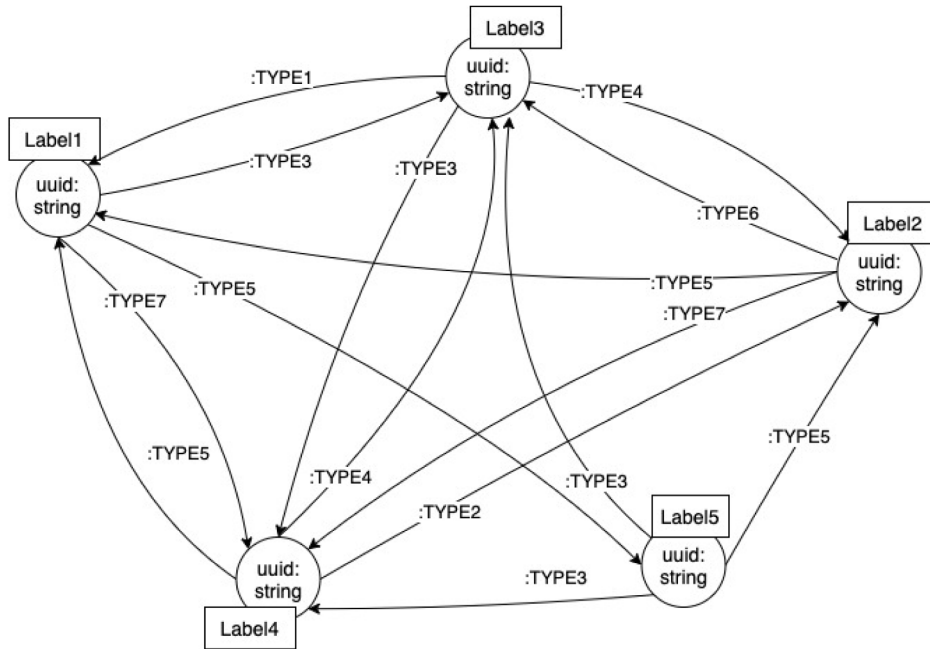 Label3
uuid:
string
:TYPE1
:TYPE4
Label1
:TYPE3
:TYPE3
uuid:
string
:TYPE6
Label2
uuid:
string
:TYPE7
:TYPE5
:TYPE5
:TYPE7
:TYPE5
:TYPE5
:TYPE4
:TYPE3
:TYPE2
Label5
uuid:
string
uuid:
string
:TYPE3
Label4